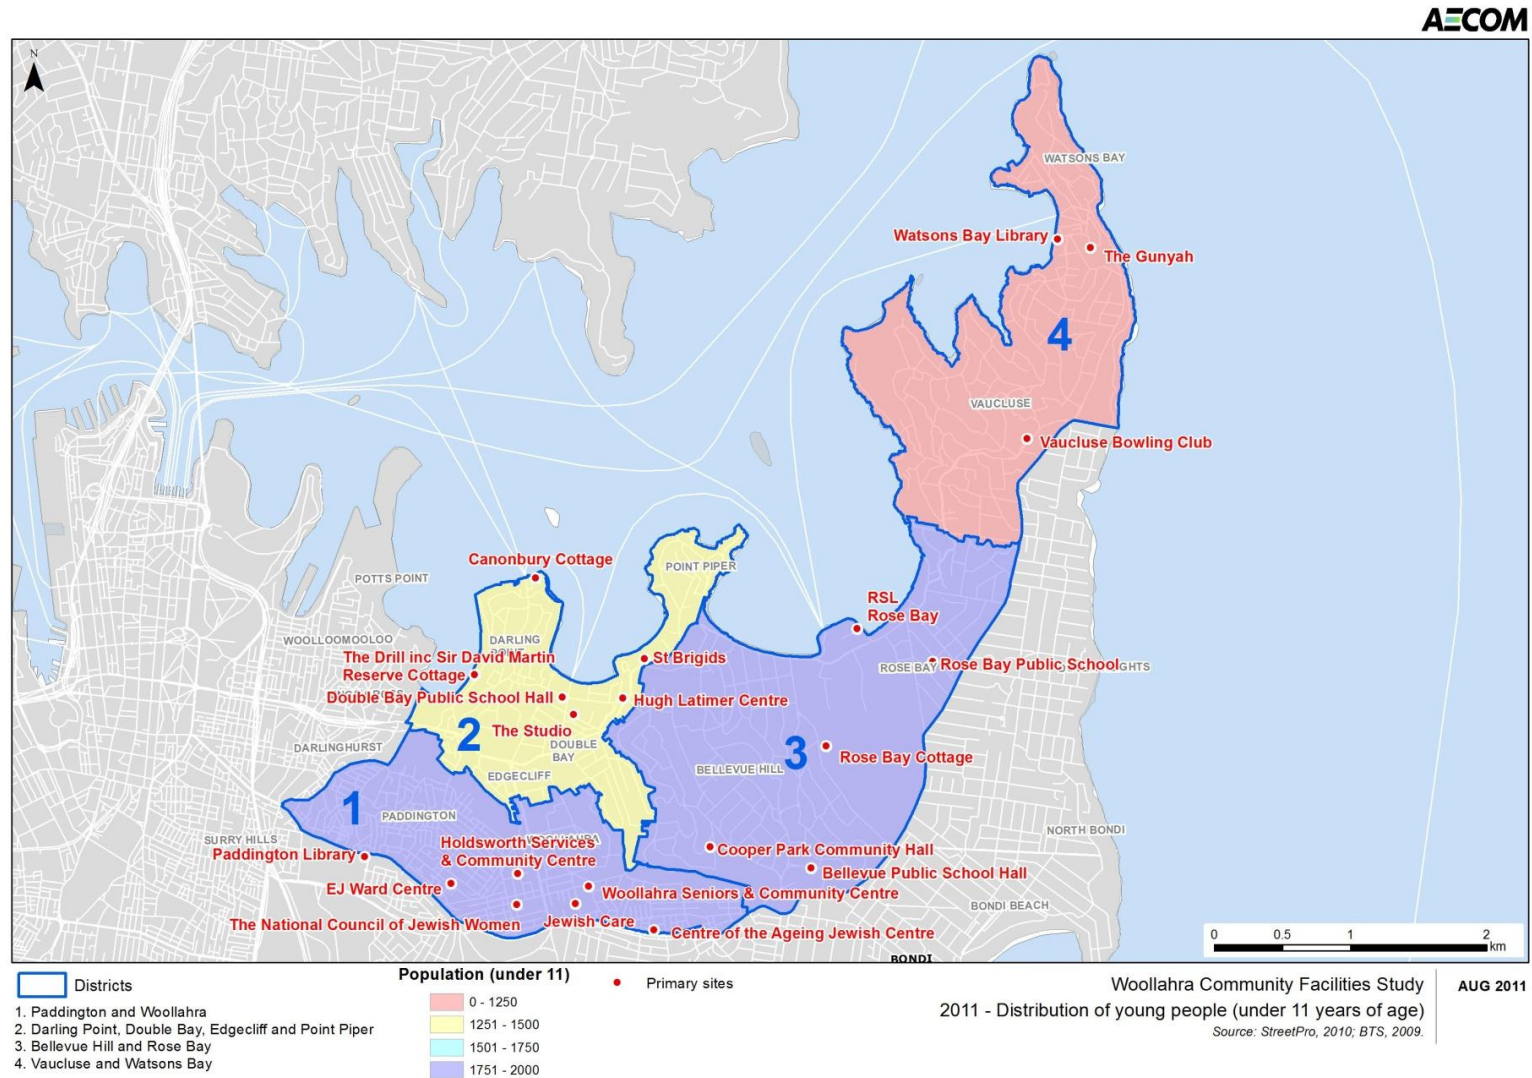 AECOM
N
WATSONS BAY
Watsons Bay Library
The Gunyah
4
VAUCLUSE
Vaucluse Bowling Club
Canonbury Cottage
POINT PIPER
POTTS POINT
RSL
Rose Bay
WOOLLOOMOOLOO
DARLING
The Drill inc Sir David Martin
Reserve Cottage
St Brigids
ROSE BAY
Rose Bay Public School
GHTS
Double Bay Public School Hall
Hugh Latimer Centre
2
The Studio
DOUBLE
BAY
DARLINGHURST
3
Rose Bay Cottage
BELLEVUE HILL
EDGECLIFF
1
PADDINGTON
SURRY HILLS
NORTH BONDI
Holdsworth Services
& Community Centre
Paddington Library
Cooper Park Community Hall
Bellevue Public School Hall
EJ Ward Centre
Woollahra Seniors & Community Centre
BONDI BEACH
The National Council of Jewish Women
Jewish Care
Centre of the Ageing Jewish Centre
BONDI
0 0.5 1 2
km
Districts
1. Paddington and Woollahra
2. Darling Point, Double Bay, Edgecliff and Point Piper
3. Bellevue Hill and Rose Bay
4. Vaucluse and Watsons Bay
Population (under 11)
0 - 1250
1251 - 1500
1501 - 1750
1751 - 2000
Primary sites
Woollahra Community Facilities Study
2011 - Distribution of young people (under 11 years of age)
Source: StreetPro, 2010; BTS, 2009.
AUG 2011